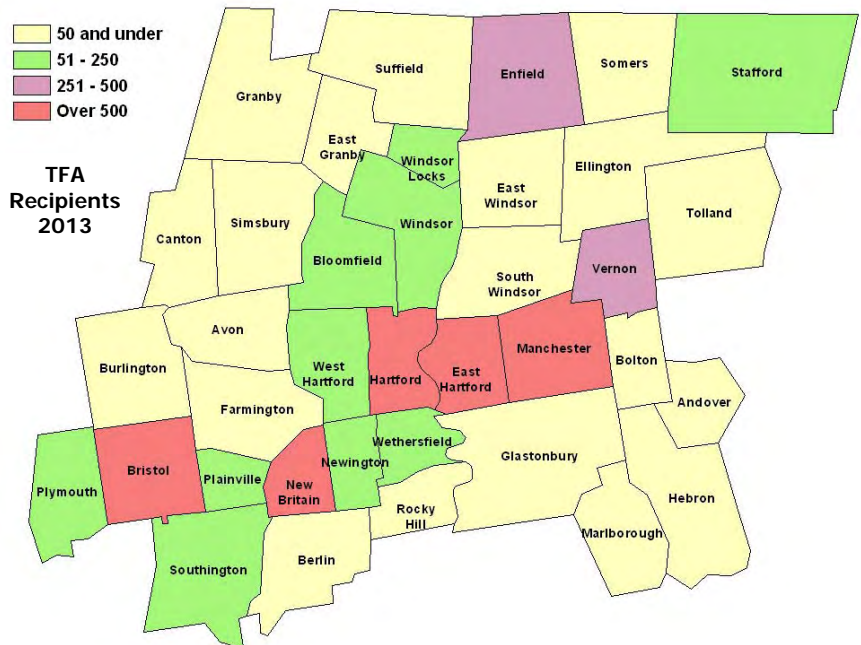 50 and under
51 - 250
251 - 500
Over 500
TFA
Recipients
2013
Granby
Suffield
Enfield
Somers
Stafford
East
Granby
Windsor
Locks
East
Windsor
Ellington
Tolland
Canton
Simsbury
Bloomfield
Windsor
South
Windsor
Vernon
Burlington
Avon
West
Hartford
Hartford
East
Hartford
Manchester
Bolton
Andover
Farmington
Plymouth
Bristol
Plainville
New
Britain
Newington
Wethersfield
Glastonbury
Rocky
Hill
Hebron
Marlborough
Southington
Berlin